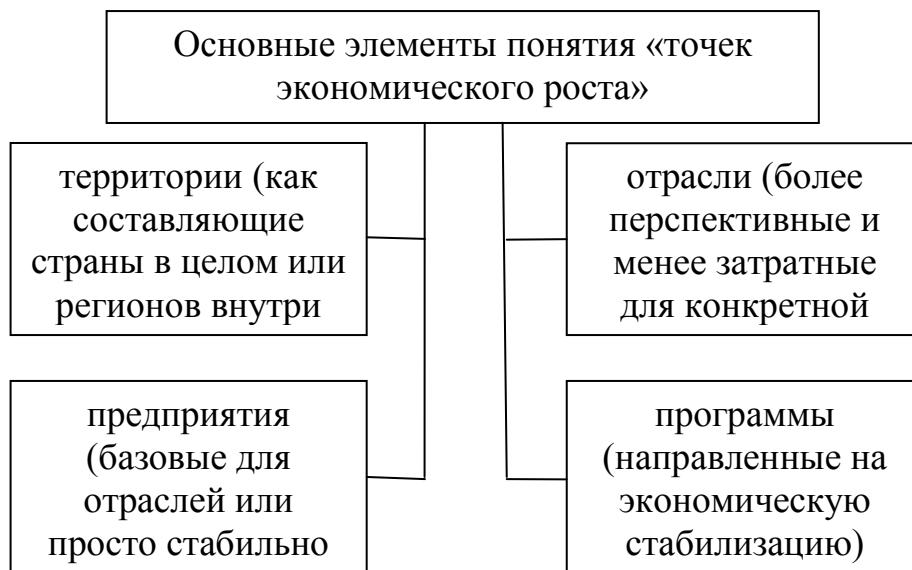 Основные элементы понятия «точек
экономического роста»
территории (как
составляющие
страны в целом или
регионов внутри
отрасли (более
перспективные и
менее затратные
для конкретной
предприятия
(базовые для
отраслей или
просто стабильно
программы
(направленные на
экономическую
стабилизацию)